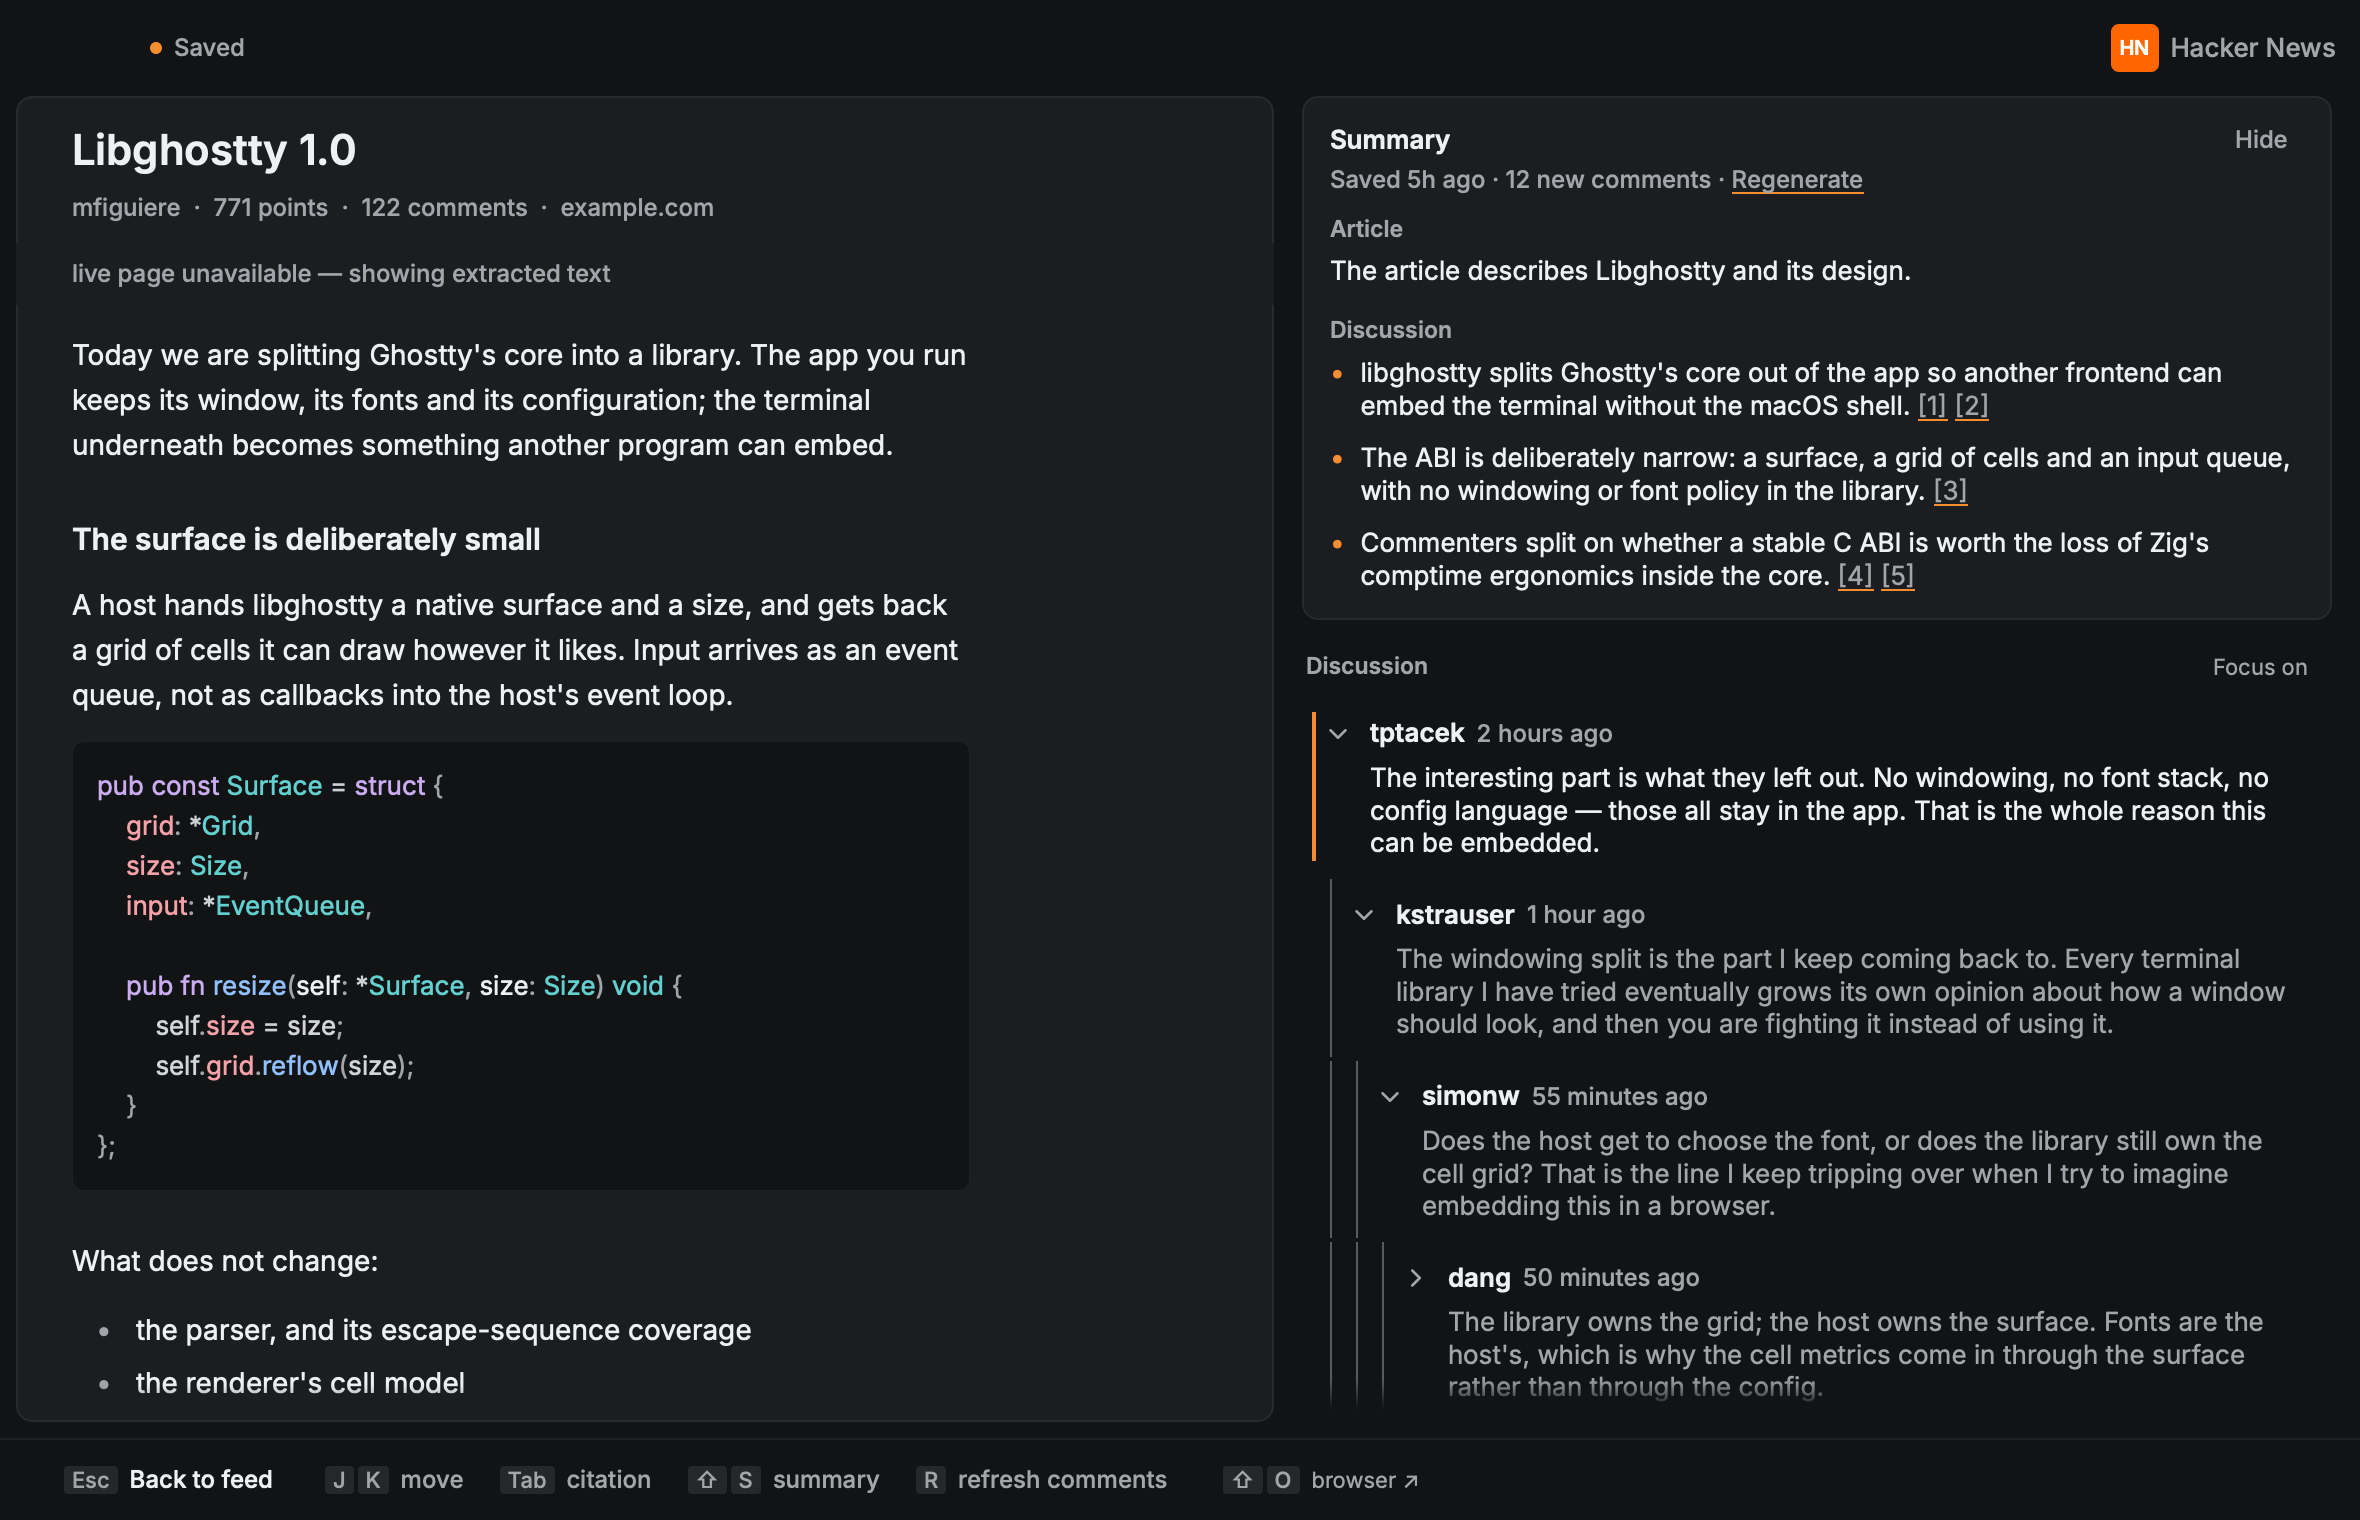 Saved
HN Hacker News
Libghostty 1.0
mfiguiere · 771 points · 122 comments · example.com
live page unavailable — showing extracted text
Today we are splitting Ghostty's core into a library. The app you run
keeps its window, its fonts and its configuration; the terminal
underneath becomes something another program can embed.
The surface is deliberately small
A host hands libghostty a native surface and a size, and gets back
a grid of cells it can draw however it likes. Input arrives as an event
queue, not as callbacks into the host's event loop.
pub const Surface = struct {
grid: *Grid,
size: Size,
input: *EventQueue,
pub fn resize(self: *Surface, size: Size) void {
self.size = size;
self.grid.reflow(size);
}
};
What does not change:
• the parser, and its escape-sequence coverage
• the renderer's cell model
Summary
Hide
Saved 5h ago · 12 new comments · Regenerate
Article
The article describes Libghostty and its design.
Discussion
• libghostty splits Ghostty's core out of the app so another frontend can
embed the terminal without the macOS shell. [1] [2]
• The ABI is deliberately narrow: a surface, a grid of cells and an input queue,
with no windowing or font policy in the library. [3]
• Commenters split on whether a stable C ABI is worth the loss of Zig's
comptime ergonomics inside the core. [4] [5]
Discussion
Focus on
tptacek 2 hours ago
The interesting part is what they left out. No windowing, no font stack, no
config language — those all stay in the app. That is the whole reason this
can be embedded.
kstrauser 1 hour ago
The windowing split is the part I keep coming back to. Every terminal
library I have tried eventually grows its own opinion about how a window
should look, and then you are fighting it instead of using it.
simonw 55 minutes ago
Does the host get to choose the font, or does the library still own the
cell grid? That is the line I keep tripping over when I try to imagine
embedding this in a browser.
dang 50 minutes ago
The library owns the grid; the host owns the surface. Fonts are the
host's, which is why the cell metrics come in through the surface
rather than through the config.
Esc Back to feed J K move Tab citation ⇧ S summary R refresh comments ⇧ O browser ↗